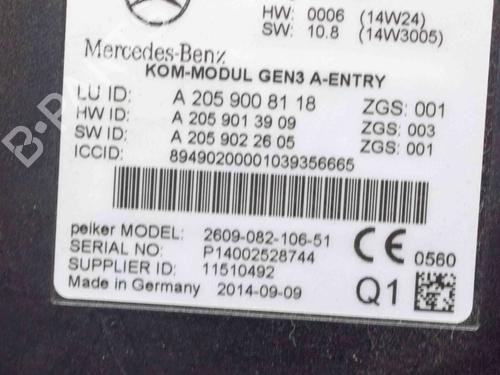 HW: 0006 (14W24)
SW: 10.8 (14W3005)
Mercedes-Benz
KOM-MODUL GEN3 A-ENTRY
LU ID: A 205 900 81 18 ZGS: 001
HW ID: A 205 901 39 09 ZGS: 003
SW ID: A 205 902 26 05 ZGS: 001
ICCID: 89490200001039356665
peiker MODEL: 2609-082-106-51
SERIAL NO: P14002528744
SUPPLIER ID: 11510492
Made in Germany 2014-09-09
CE 0560
Q1